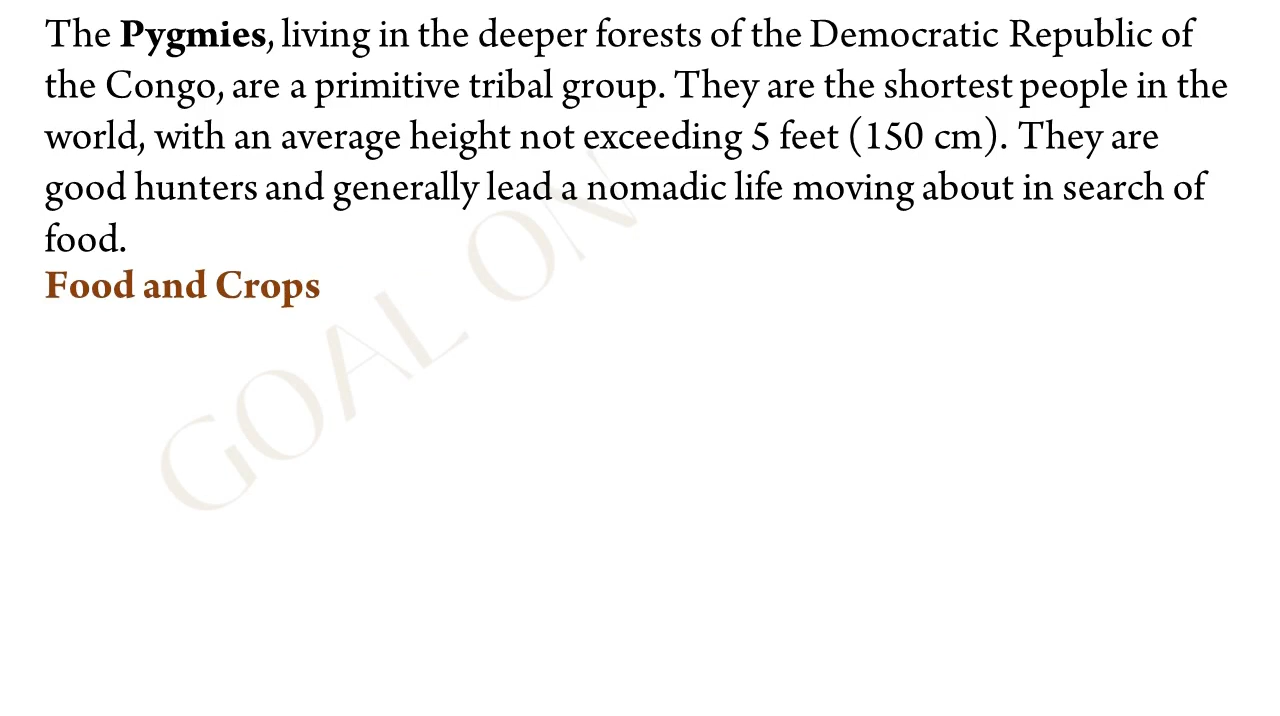 The Pygmies, living in the deeper forests of the Democratic Republic of
the Congo, are a primitive tribal group. They are the shortest people in the
world, with an average height not exceeding 5 feet (150 cm). They are
good hunters and generally lead a nomadic life moving about in search of
food.
Food and Crops
GOAL ON